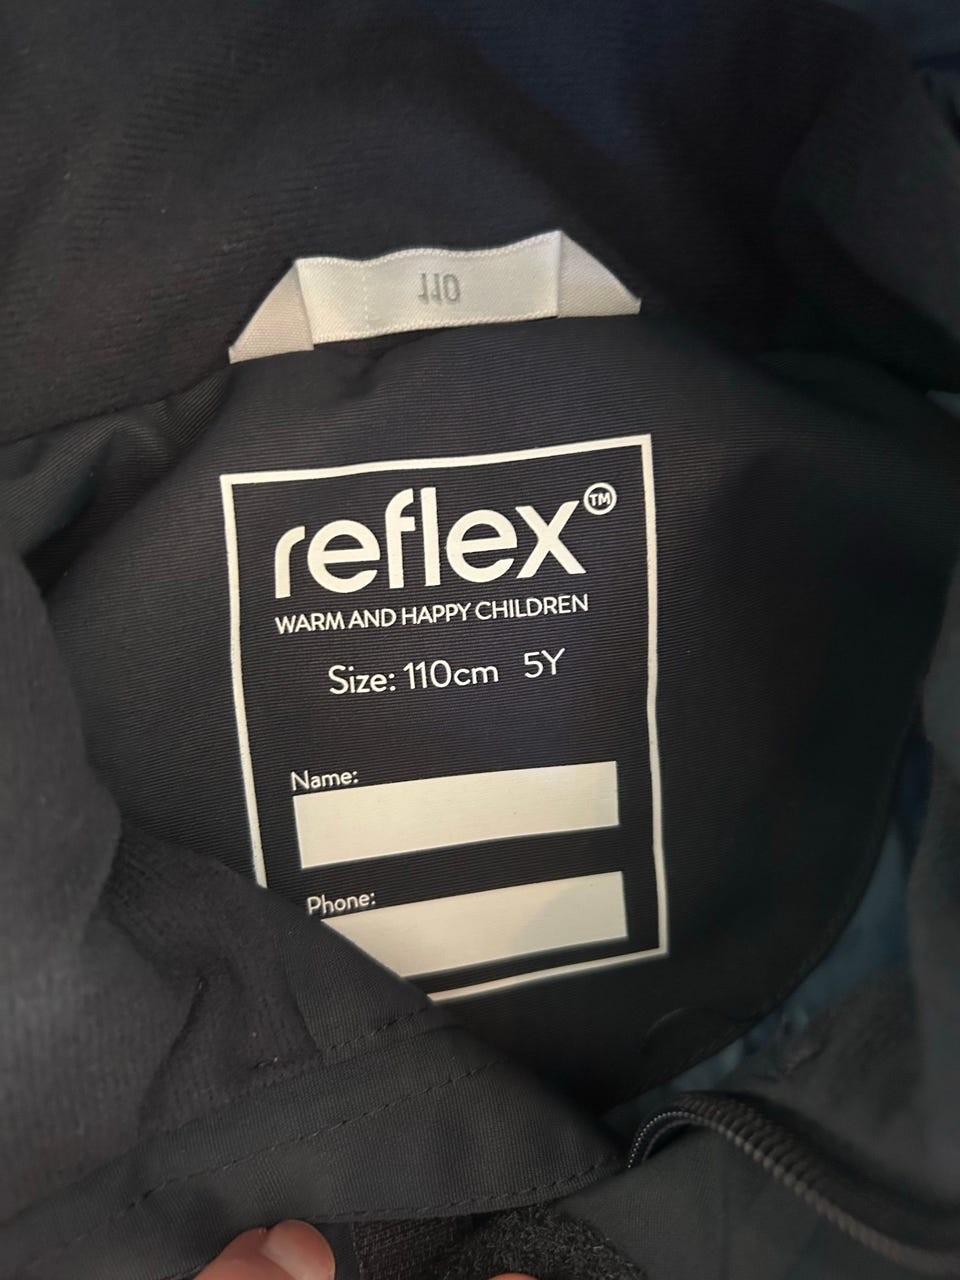 110
reflex™
WARM AND HAPPY CHILDREN
Size: 110cm 5Y
Name:
Phone: